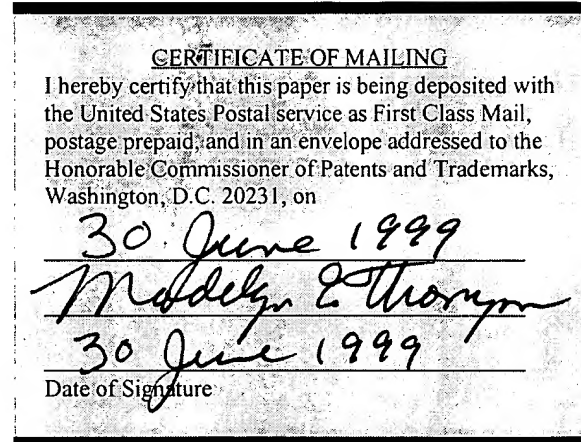 CERTIFICATE OF MAILING
I hereby certify that this paper is being deposited with
the United States Postal service as First Class Mail,
postage prepaid, and in an envelope addressed to the
Honorable Commissioner of Patents and Trademarks,
Washington, D.C. 20231, on
30 June 1999
Madelyn E Thompson
30 June 1999
Date of Signature